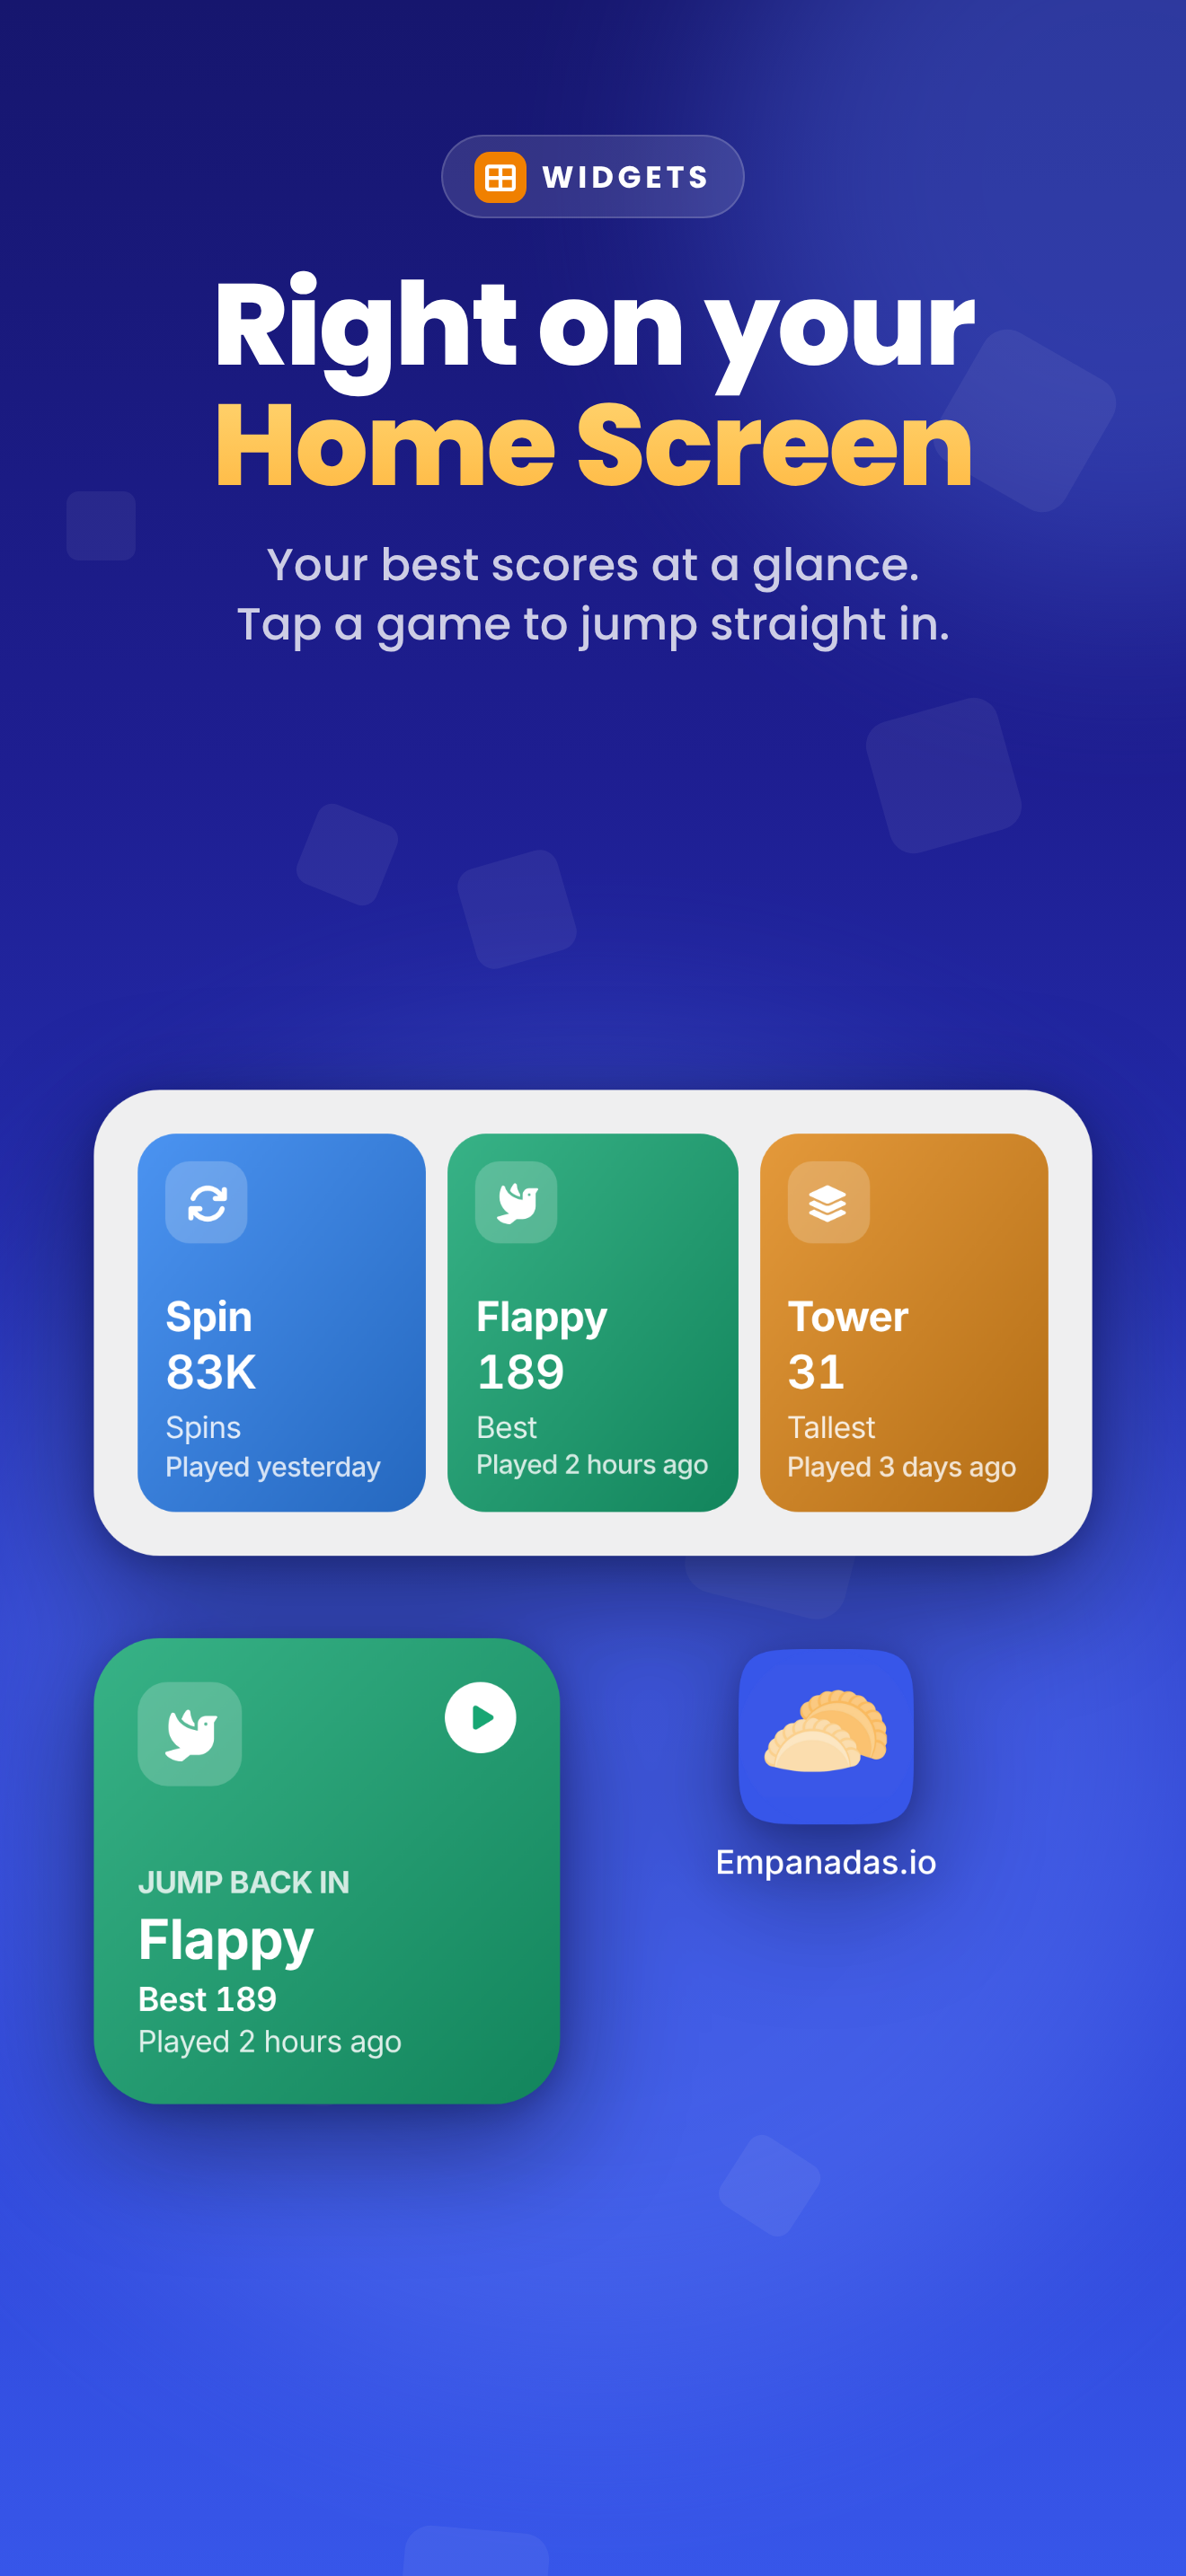 WIDGETS
Right on your
Home Screen
Your best scores at a glance.
Tap a game to jump straight in.
Spin
83K
Spins
Played yesterday
Flappy
189
Best
Played 2 hours ago
Tower
31
Tallest
Played 3 days ago
JUMP BACK IN
Flappy
Best 189
Played 2 hours ago
Empanadas.io